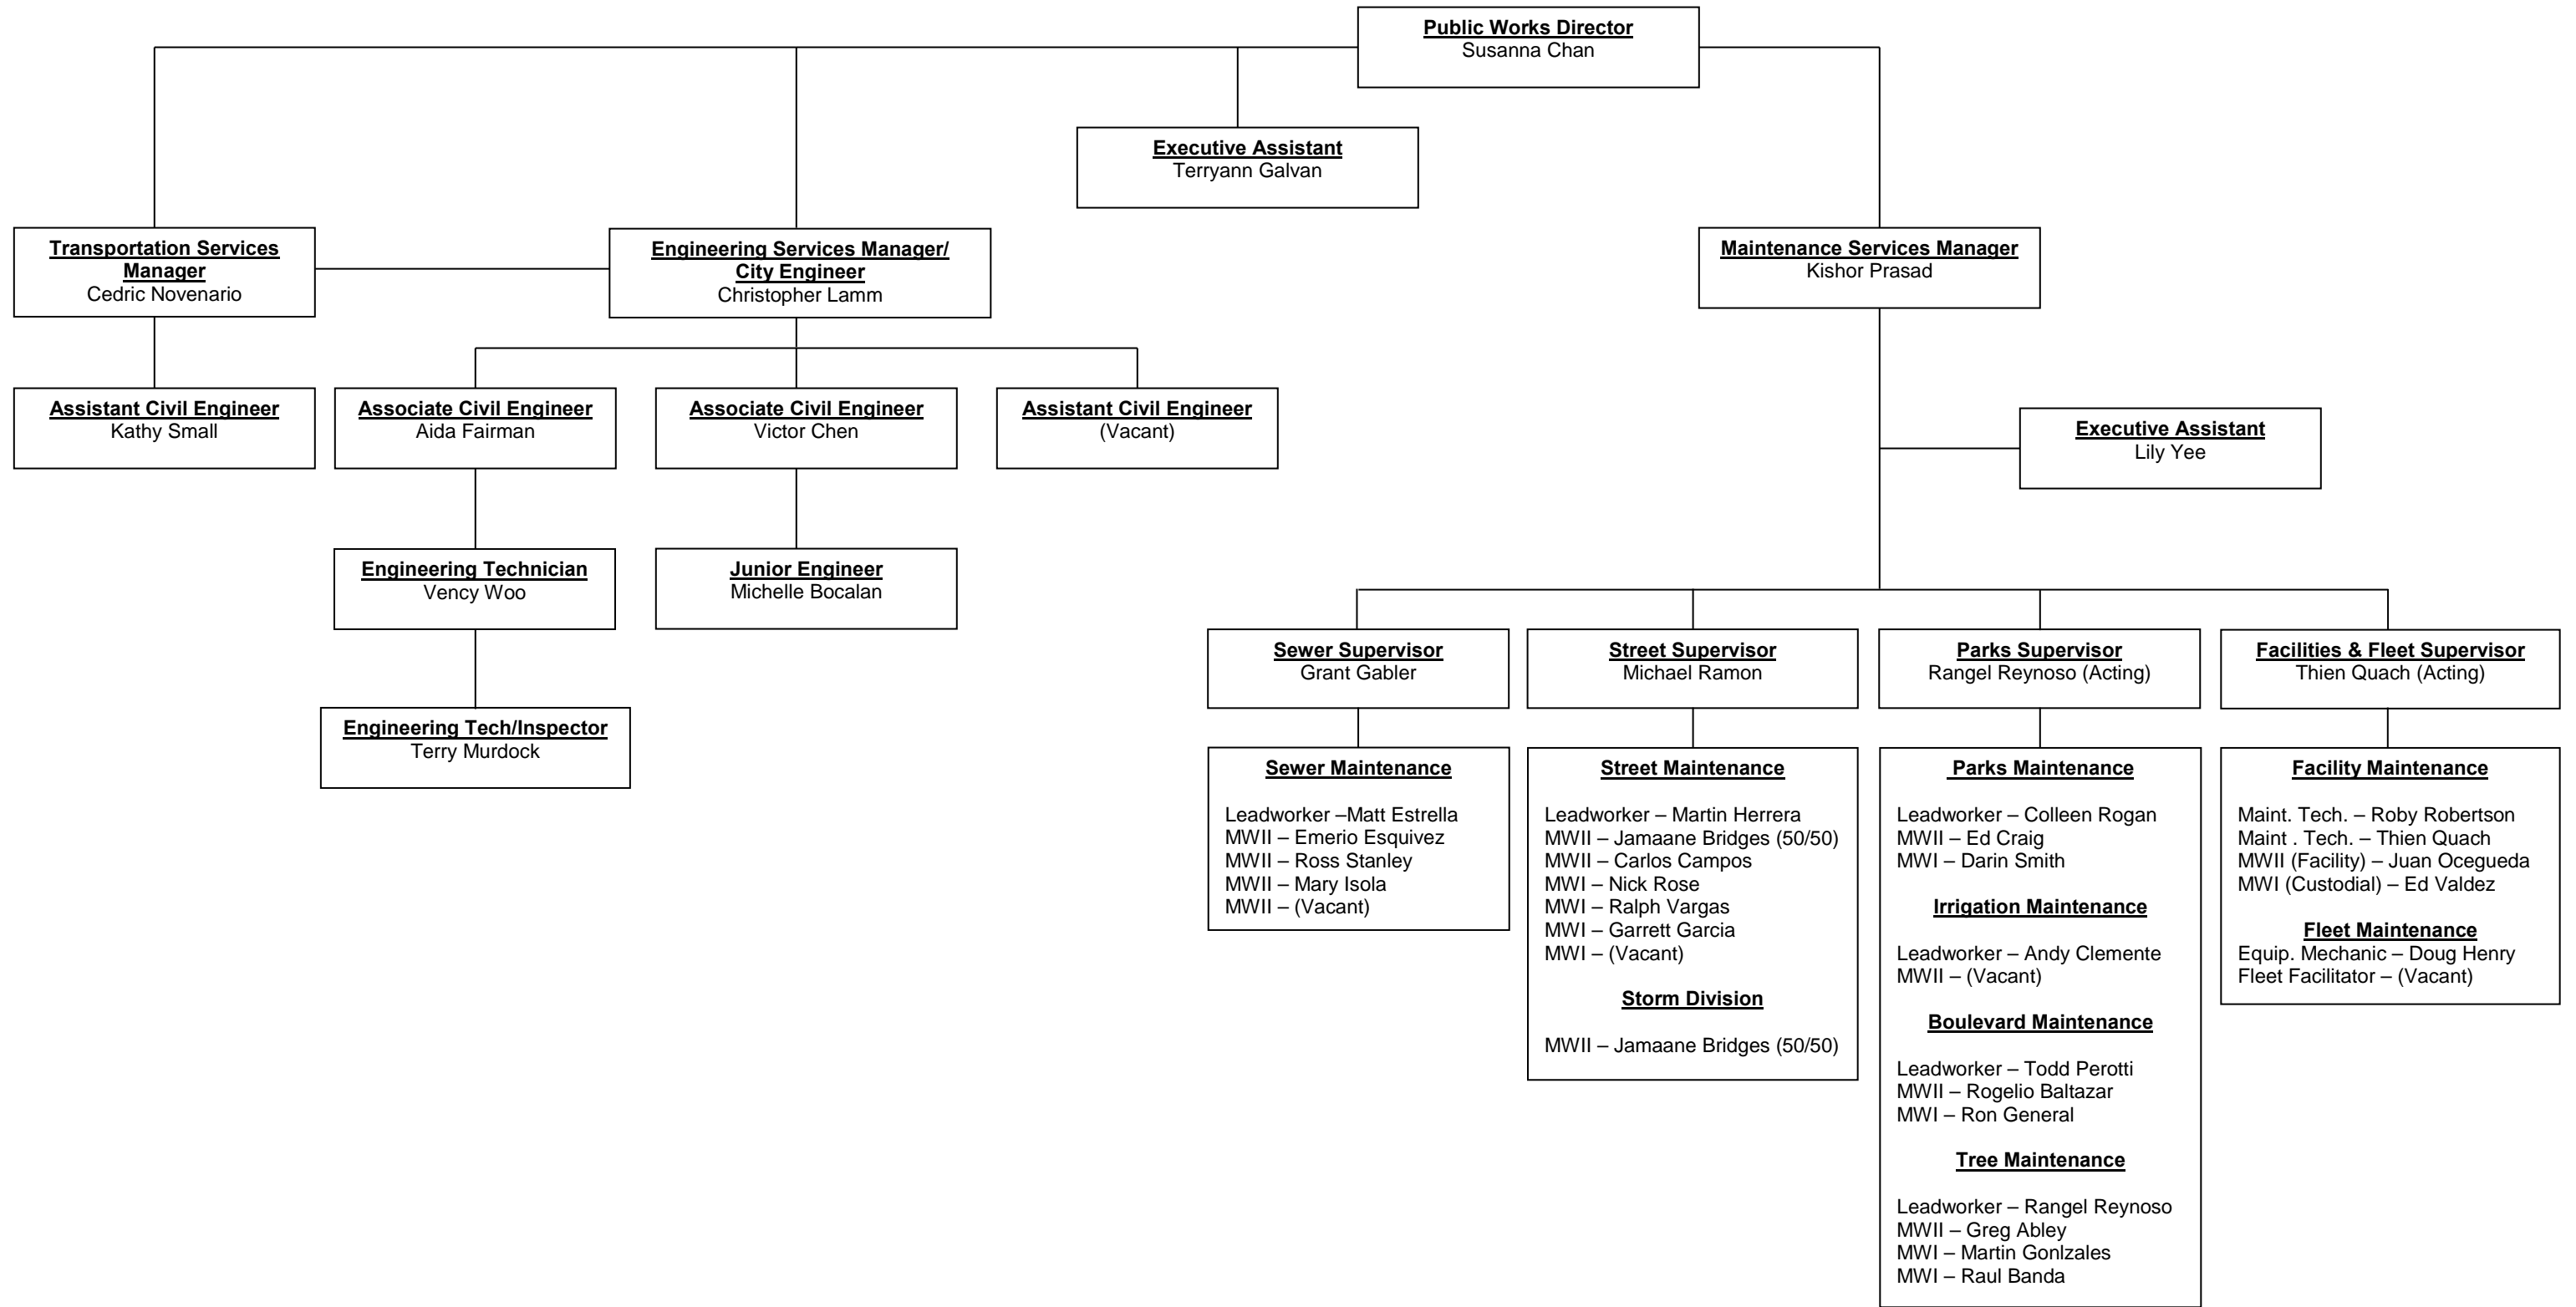 Public Works Director
Susanna Chan
Executive Assistant
Terryann Galvan
Transportation Services
Manager
Cedric Novenario
Engineering Services Manager/
City Engineer
Christopher Lamm
Maintenance Services Manager
Kishor Prasad
Assistant Civil Engineer
Kathy Small
Associate Civil Engineer
Aida Fairman
Associate Civil Engineer
Victor Chen
Assistant Civil Engineer
(Vacant)
Executive Assistant
Lily Yee
Engineering Technician
Vency Woo
Junior Engineer
Michelle Bocalan
Engineering Tech/Inspector
Terry Murdock
Sewer Supervisor
Grant Gabler
Street Supervisor
Michael Ramon
Parks Supervisor
Rangel Reynoso (Acting)
Facilities & Fleet Supervisor
Thien Quach (Acting)
Sewer Maintenance
Leadworker –Matt Estrella
MWII – Emerio Esquivez
MWII – Ross Stanley
MWII – Mary Isola
MWII – (Vacant)
Street Maintenance
Leadworker – Martin Herrera
MWII – Jamaane Bridges (50/50)
MWII – Carlos Campos
MWI – Nick Rose
MWI – Ralph Vargas
MWI – Garrett Garcia
MWI – (Vacant)
Storm Division
MWII – Jamaane Bridges (50/50)
Parks Maintenance
Leadworker – Colleen Rogan
MWII – Ed Craig
MWI – Darin Smith
Irrigation Maintenance
Leadworker – Andy Clemente
MWII – (Vacant)
Boulevard Maintenance
Leadworker – Todd Perotti
MWII – Rogelio Baltazar
MWI – Ron General
Tree Maintenance
Leadworker – Rangel Reynoso
MWII – Greg Abley
MWI – Martin Gonlzales
MWI – Raul Banda
Facility Maintenance
Maint. Tech. – Roby Robertson
Maint . Tech. – Thien Quach
MWII (Facility) – Juan Ocegueda
MWI (Custodial) – Ed Valdez
Fleet Maintenance
Equip. Mechanic – Doug Henry
Fleet Facilitator – (Vacant)